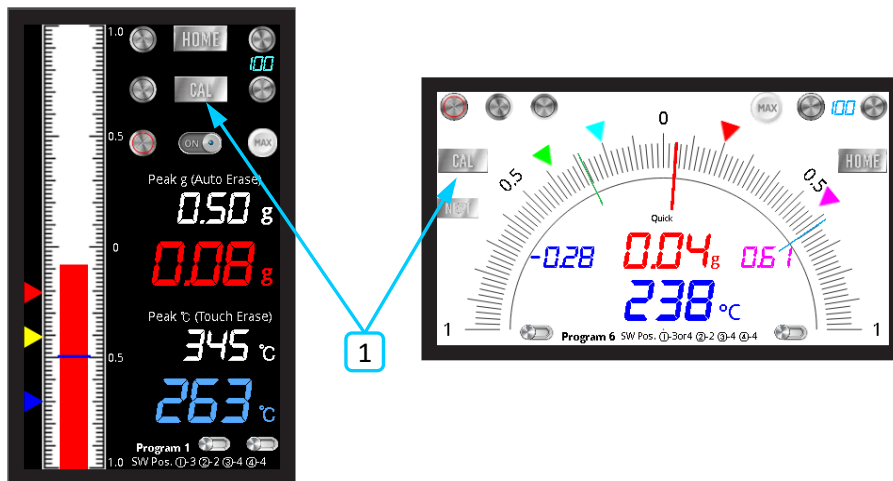 1.0
HOME
100
CAL
0.5
ON
MAX
Peak g (Auto Erase)
0.50 g
0
0.08 g
Peak ℃ (Touch Erase)
345 ℃
0.5
263 ℃
Program 1
1.0 SW Pos. ①-3 ②-2 ③-4 ④-4
1
MAX
100
0
CAL
HOME
0.5
0.5
NEXT
Quick
-0.28
0.04 g
0.61
238 °C
1
1
Program 6 SW Pos. ①-3or4 ②-2 ③-4 ④-4